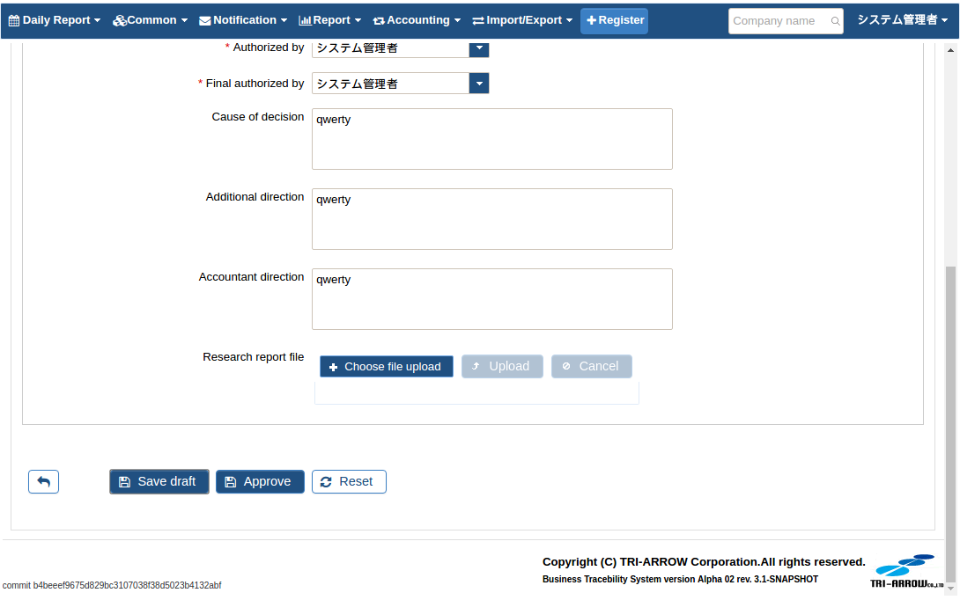 Daily Report Common Notification Report Accounting Import/Export Register Company name システム管理者
* Authorized by システム管理者
* Final authorized by システム管理者
Cause of decision qwerty
Additional direction qwerty
Accountant direction qwerty
Research report file Choose file upload Upload Cancel
Save draft Approve Reset
Copyright (C) TRI-ARROW Corporation.All rights reserved.
Business Tracebility System version Alpha 02 rev. 3.1-SNAPSHOT
TRI-ARROW Co.,LTD
commit b4beeef9675d829bc3107038f38d5023b4132abf